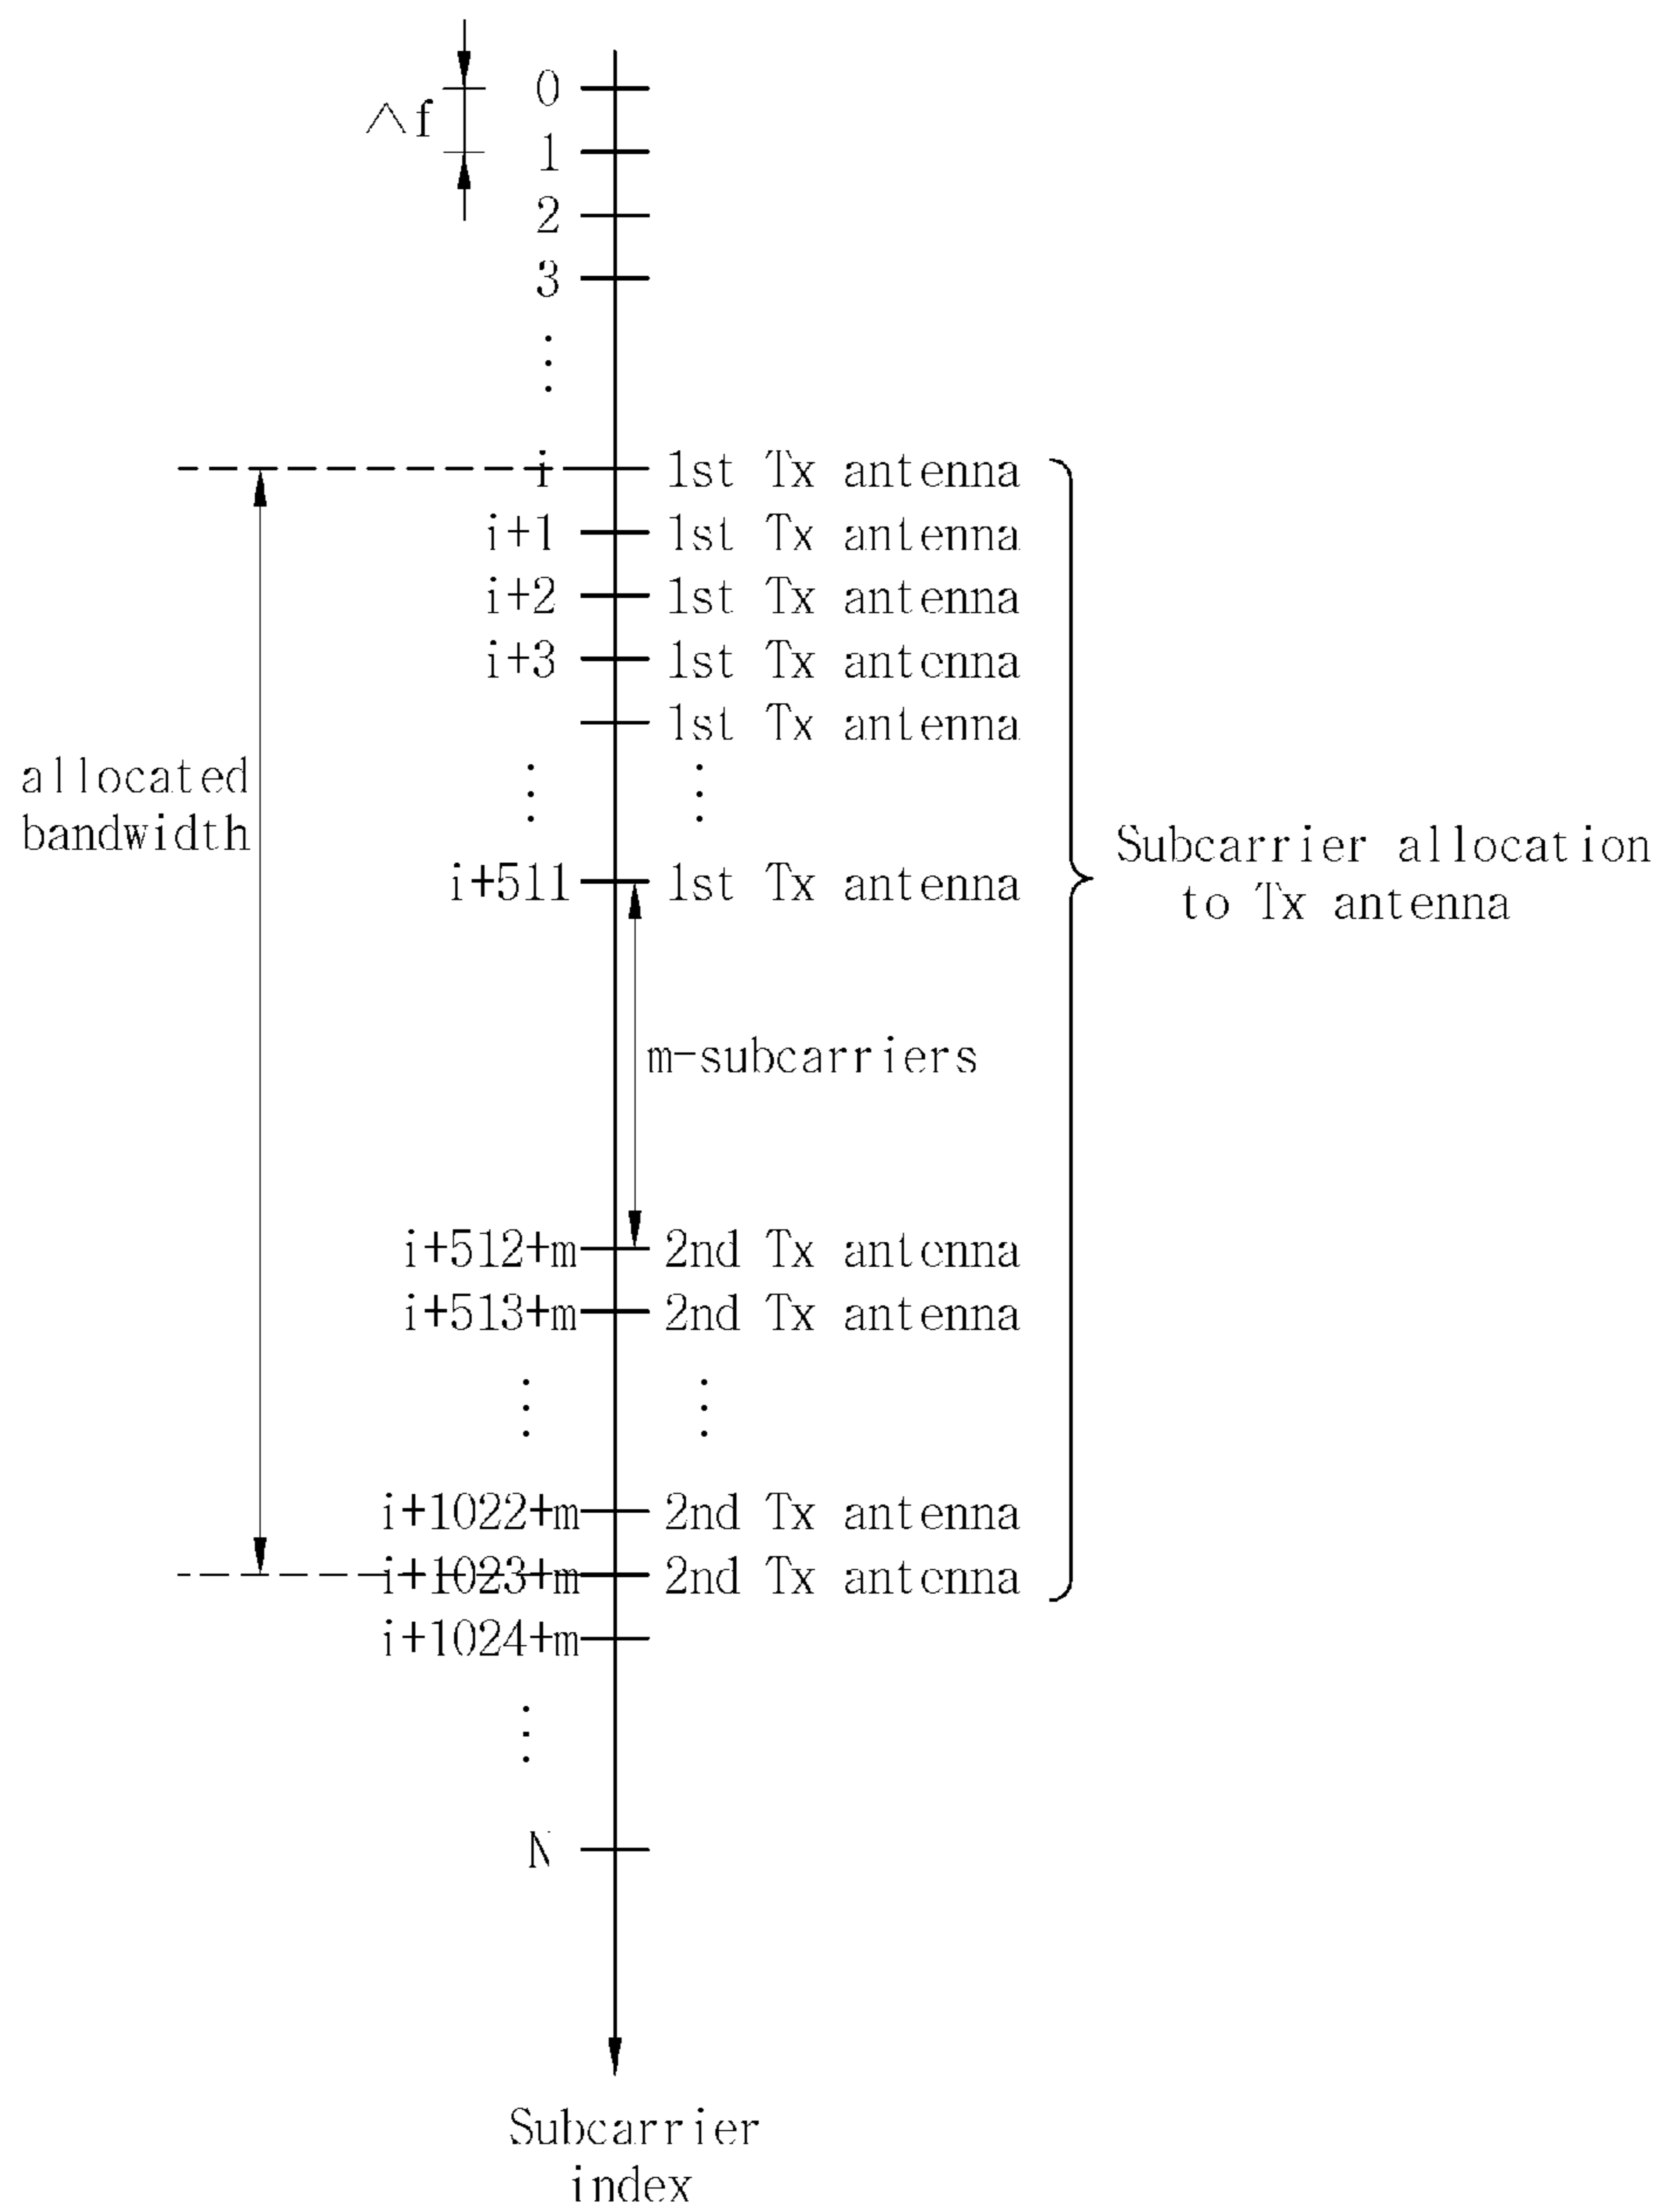 0
△f
1
2
3
⋮
i 1st Tx antenna
i+1 1st Tx antenna
i+2 1st Tx antenna
i+3 1st Tx antenna
1st Tx antenna
allocated
bandwidth
⋮ ⋮
Subcarrier allocation
to Tx antenna
i+511 1st Tx antenna
m-subcarriers
i+512+m 2nd Tx antenna
i+513+m 2nd Tx antenna
⋮ ⋮
i+1022+m 2nd Tx antenna
i+1023+m 2nd Tx antenna
i+1024+m
⋮
N
Subcarrier
index